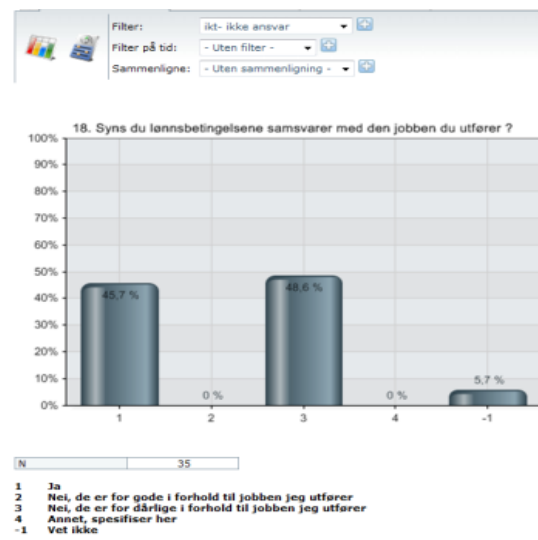 Filter: ikt- ikke ansvar
Filter på tid: - Uten filter -
Sammenligne: - Uten sammenligning -
18. Syns du lønnsbetingelsene samsvarer med den jobben du utfører ?
100%
90%
80%
70%
60%
50%
40%
30%
20%
10%
0%
45,7 %
0 %
48,6 %
0 %
5,7 %
1 2 3 4 -1
N 35
1 Ja
2 Nei, de er for gode i forhold til jobben jeg utfører
3 Nei, de er for dårlige i forhold til jobben jeg utfører
4 Annet, spesifiser her
-1 Vet ikke